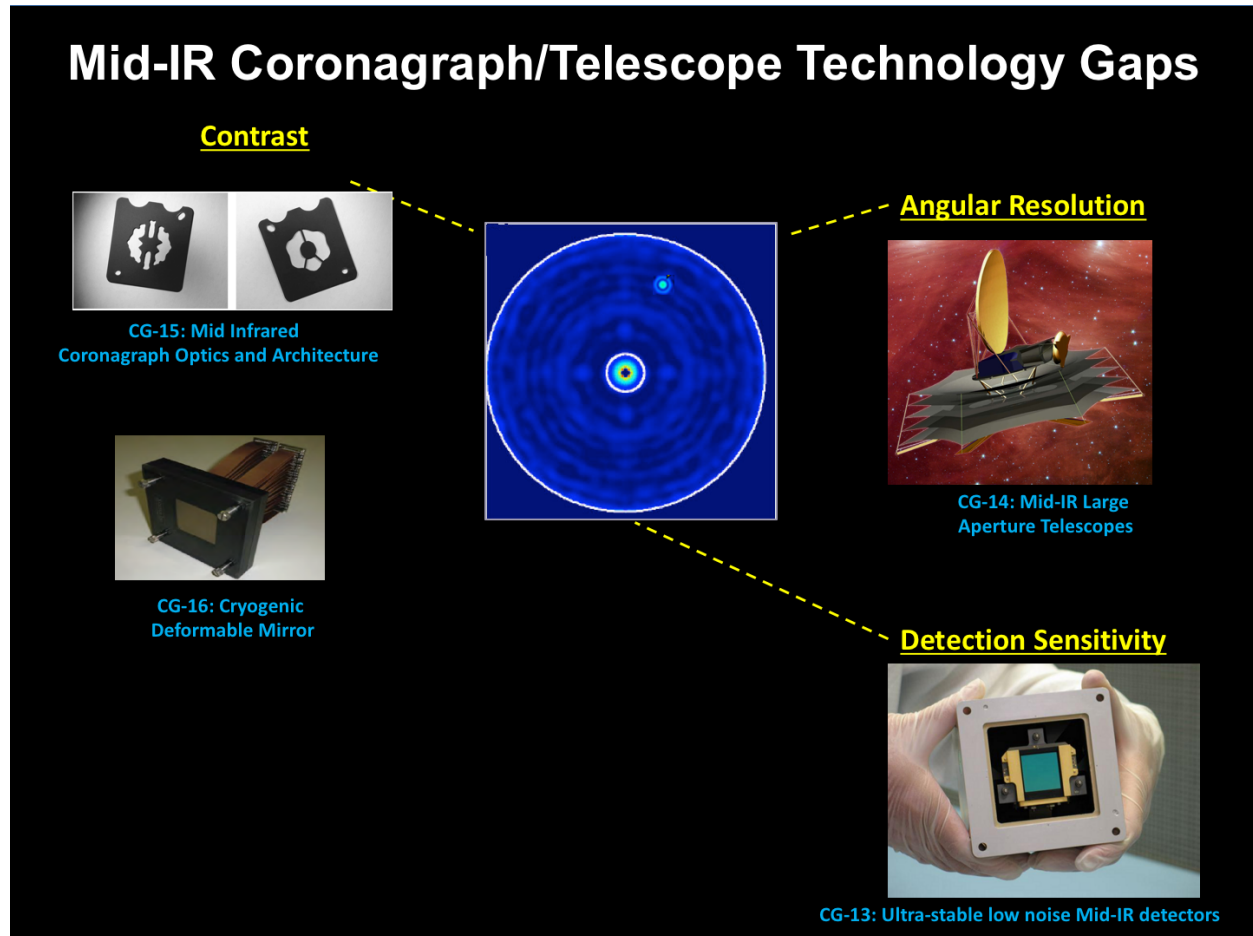 Mid-IR Coronagraph/Telescope Technology Gaps
Contrast
CG-15: Mid Infrared
Coronagraph Optics and Architecture
CG-16: Cryogenic
Deformable Mirror
Angular Resolution
CG-14: Mid-IR Large
Aperture Telescopes
Detection Sensitivity
CG-13: Ultra-stable low noise Mid-IR detectors